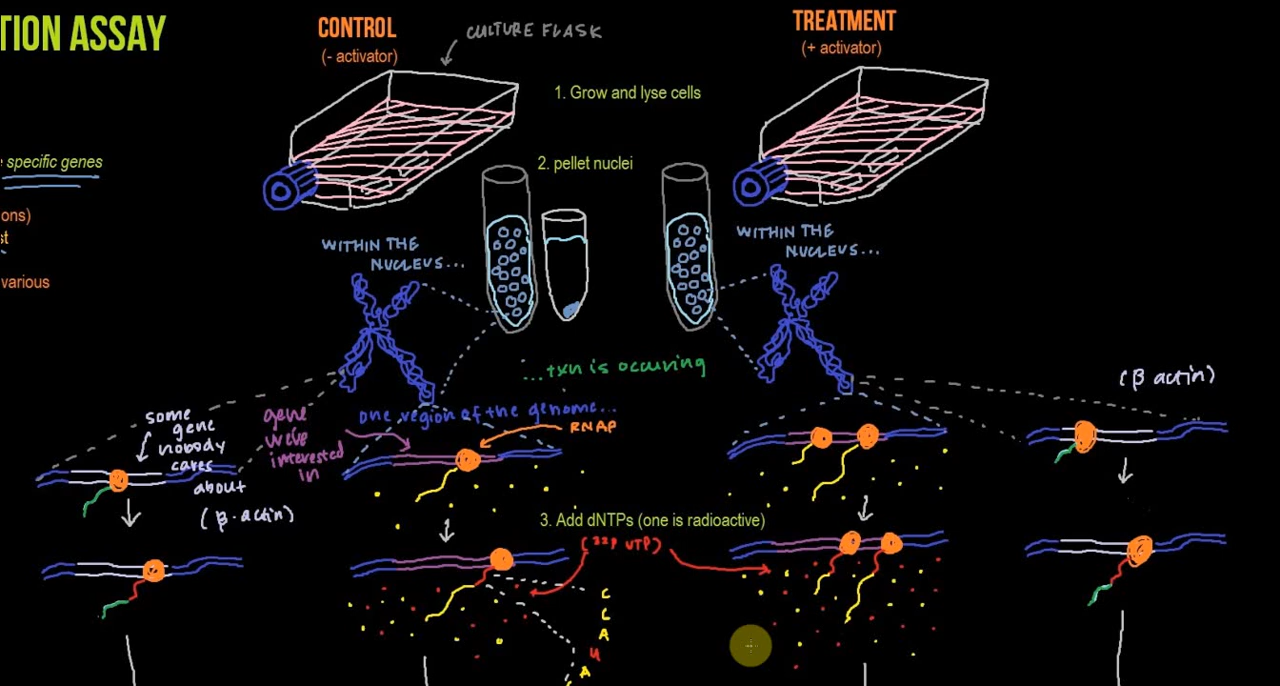 TION ASSAY
CONTROL
(- activator)
CULTURE FLASK
TREATMENT
(+ activator)
1. Grow and lyse cells
e specific genes
2. pellet nuclei
ons)
st
various
WITHIN THE
NUCLEUS...
WITHIN THE
NUCLEUS...
...txn is occuring
(β actin)
some
gene
nobody
cares
about
(β-actin)
gene
we're
interested
in
one region of the genome...
RNAP
3. Add dNTPs (one is radioactive)
(32P UTP)
C
C
A
U
A